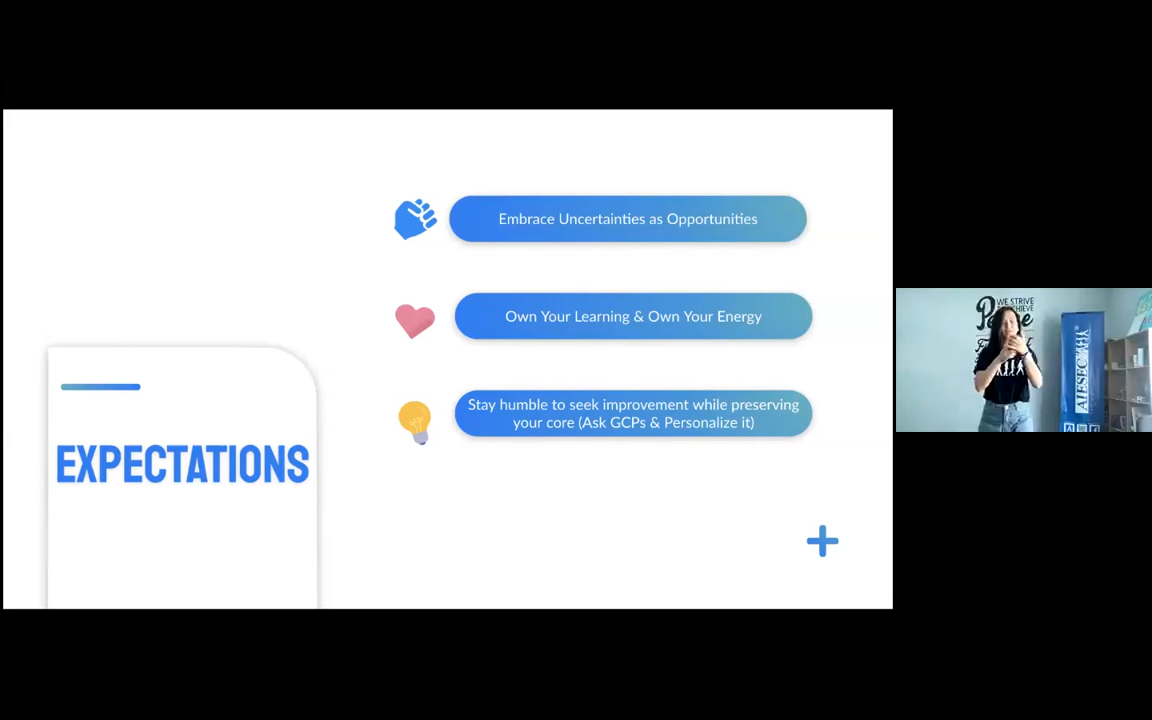 EXPECTATIONS
Embrace Uncertainties as Opportunities
Own Your Learning & Own Your Energy
Stay humble to seek improvement while preserving
your core (Ask GCPs & Personalize it)
WE STRIVE
ACHIEVE
AIESEC